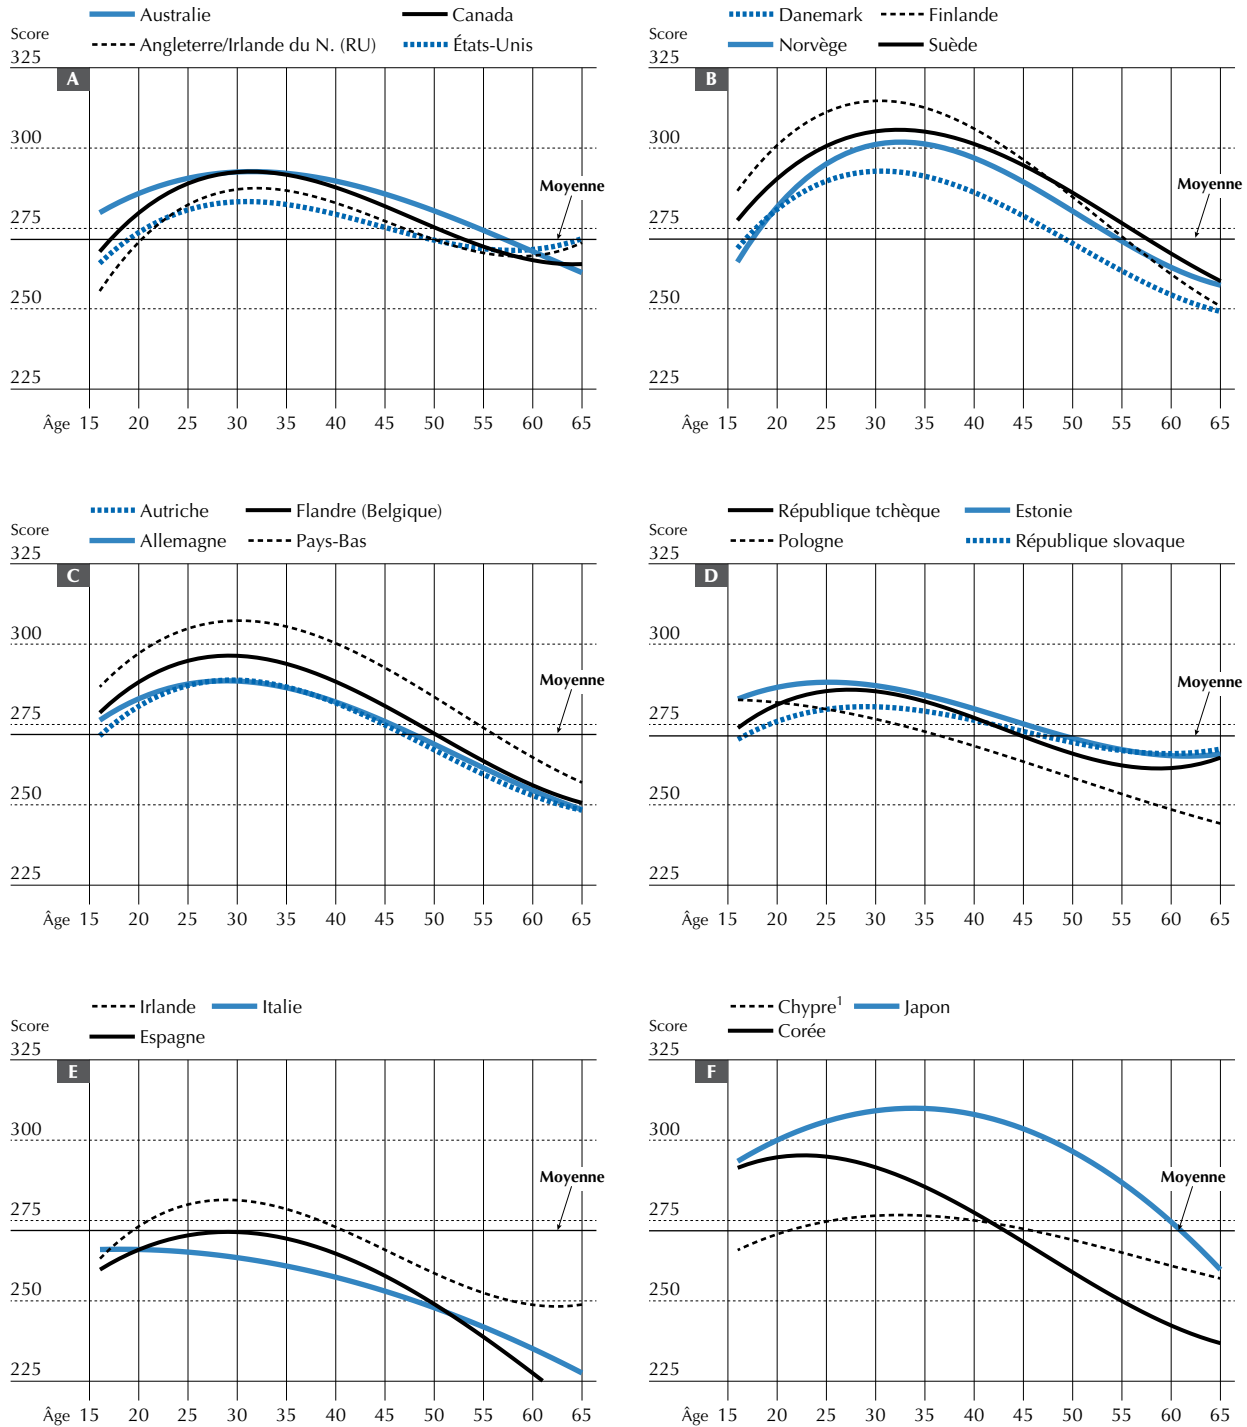 Australie Canada
Angleterre/Irlande du N. (RU) États-Unis
Score
325
A
300
Moyenne
275
250
225
Âge 15 20 25 30 35 40 45 50 55 60 65
Danemark Finlande
Norvège Suède
Score
325
B
300
Moyenne
275
250
225
Âge 15 20 25 30 35 40 45 50 55 60 65
Autriche Flandre (Belgique)
Allemagne Pays-Bas
Score
325
C
300
Moyenne
275
250
225
Âge 15 20 25 30 35 40 45 50 55 60 65
République tchèque Estonie
Pologne République slovaque
Score
325
D
300
Moyenne
275
250
225
Âge 15 20 25 30 35 40 45 50 55 60 65
Irlande Italie
Espagne
Score
325
E
300
Moyenne
275
250
225
Âge 15 20 25 30 35 40 45 50 55 60 65
Chypre¹ Japon
Corée
Score
325
F
300
Moyenne
275
250
225
Âge 15 20 25 30 35 40 45 50 55 60 65